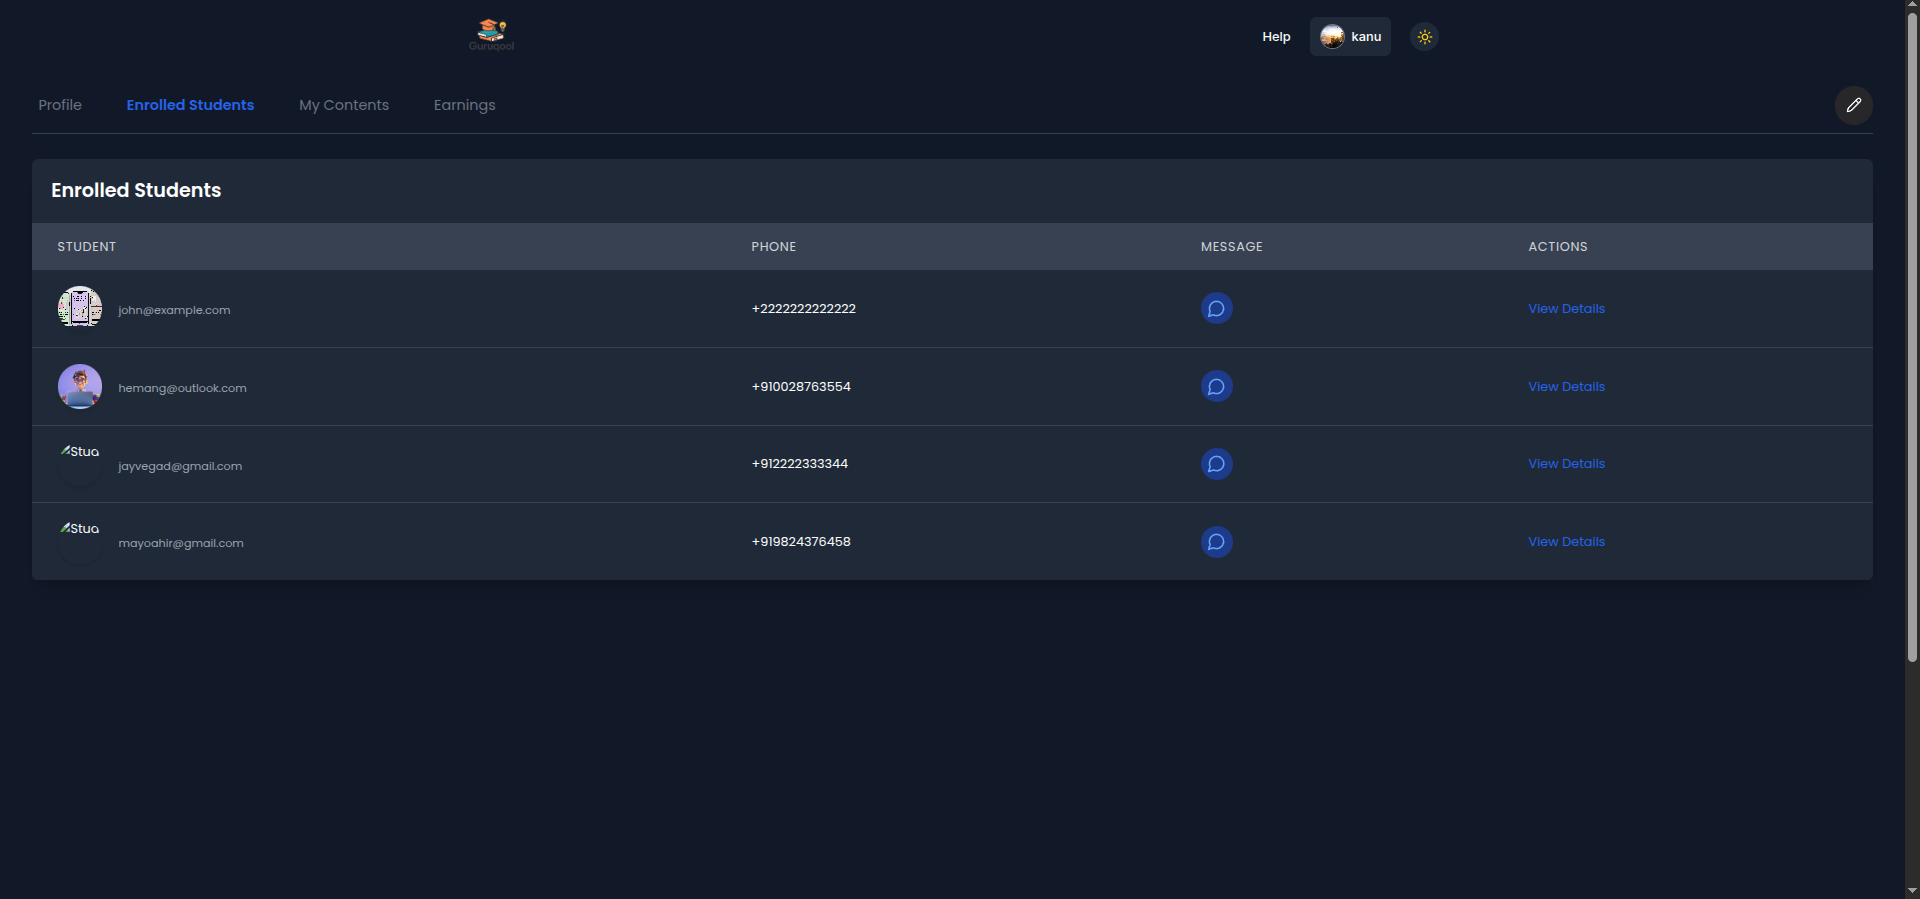 Guruqool
Help kanu
Profile Enrolled Students My Contents Earnings
Enrolled Students
STUDENT PHONE MESSAGE ACTIONS
john@example.com +2222222222222 View Details
hemang@outlook.com +910028763554 View Details
Stud
jayvegad@gmail.com +912222333344 View Details
Stud
mayoahir@gmail.com +919824376458 View Details